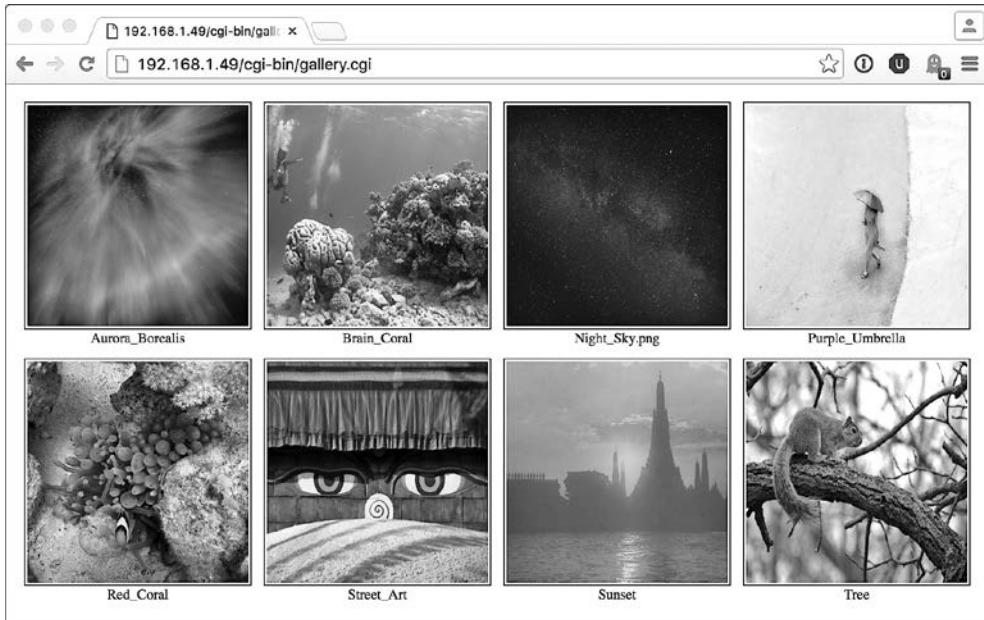 192.168.1.49/cgi-bin/gall
192.168.1.49/cgi-bin/gallery.cgi
0
Aurora_Borealis
Brain_Coral
Night_Sky.png
Purple_Umbrella
Red_Coral
Street_Art
Sunset
Tree